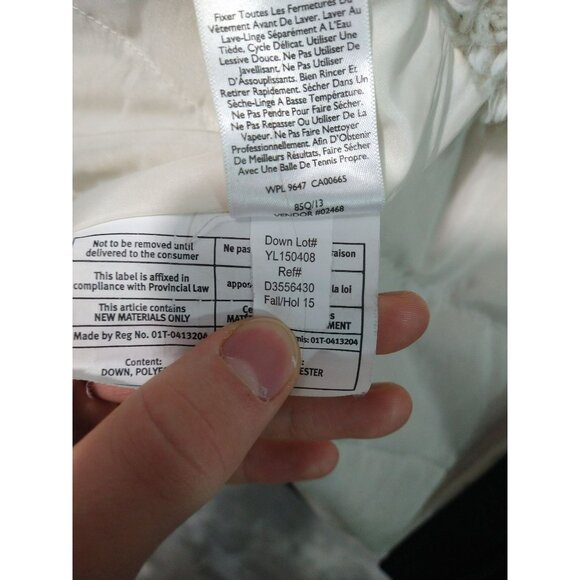 Fixer Toutes Les Fermetures Du
Vêtement Avant De Laver. Laver Au
Lave-Linge Séparément A L'Eau
Tiède, Cycle Délicat. Utiliser Une
Lessive Douce. Ne Pas Utiliser De
Javellisant. Ne Pas Utiliser
D'Assouplissants. Bien Rincer Et
Retirer Rapidement. Sécher Dans Un
Sèche-Linge A Basse Température.
Ne Pas Pendre Pour Faire Sécher.
Ne Pas Repasser Ou Utiliser De La
Vapeur. Ne Pas Faire Nettoyer
Professionnellement. Afin D'Obtenir
De Meilleurs Résultats, Faire Sécher
Avec Une Balle De Tennis Propre.
WPL 9647 CA00665
85Q/13
VENDOR #02468
Down Lot#
YL150408
Ref#
D3556430
Fall/Hol 15
Not to be removed until
delivered to the consumer
Ne pas
raison
This label is affixed in
compliance with Provincial Law
appos
la loi
This article contains
NEW MATERIALS ONLY
Ce
MATÉ
s
MENT
Made by Reg No. 01T-0413204
mis: 01T-0413204
Content:
DOWN, POLYE
ESTER